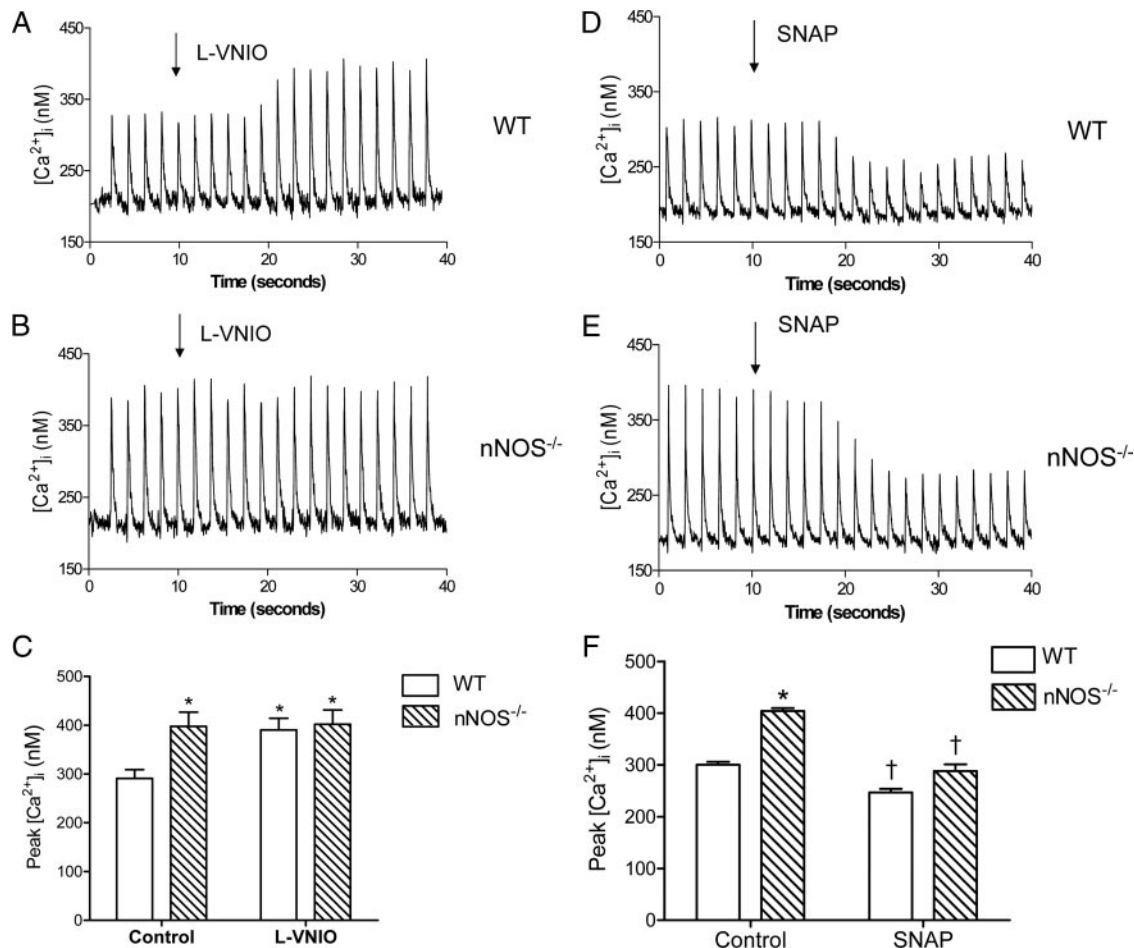 A
L-VNIO
[Ca²⁺]ᵢ (nM)
450
350
250
150
0
10
20
30
40
Time (seconds)
WT
B
L-VNIO
[Ca²⁺]ᵢ (nM)
450
350
250
150
0
10
20
30
40
Time (seconds)
nNOS⁻/⁻
C
Peak [Ca²⁺]ᵢ (nM)
500
400
300
200
100
0
* * *
Control
L-VNIO
WT
nNOS⁻/⁻
D
SNAP
[Ca²⁺]ᵢ (nM)
450
350
250
150
0
10
20
30
40
Time (seconds)
WT
E
SNAP
[Ca²⁺]ᵢ (nM)
450
350
250
150
0
10
20
30
40
Time (seconds)
nNOS⁻/⁻
F
Peak [Ca²⁺]ᵢ (nM)
500
400
300
200
100
0
* † †
Control
SNAP
WT
nNOS⁻/⁻